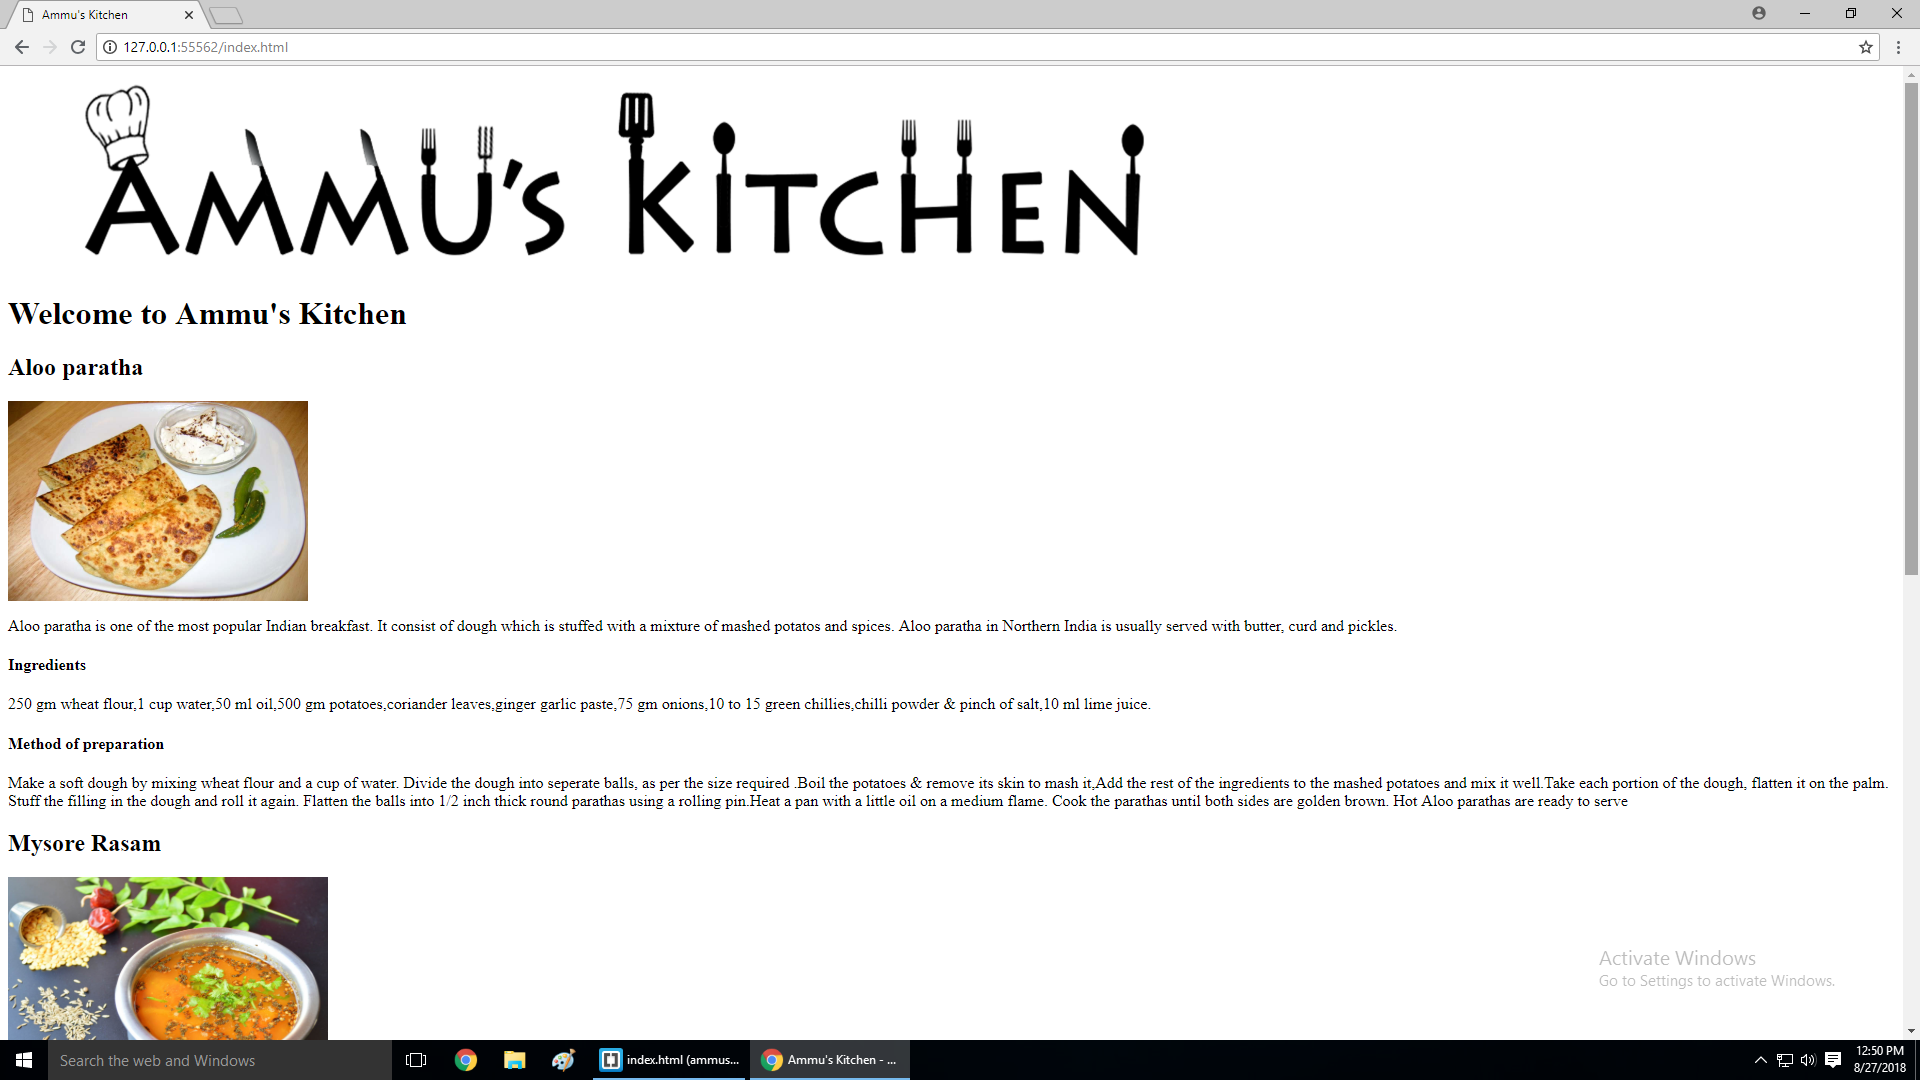 Ammu's Kitchen
127.0.0.1:55562/index.html
AMMU'S KITCHEN
Welcome to Ammu's Kitchen
Aloo paratha
Aloo paratha is one of the most popular Indian breakfast. It consist of dough which is stuffed with a mixture of mashed potatos and spices. Aloo paratha in Northern India is usually served with butter, curd and pickles.
Ingredients
250 gm wheat flour,1 cup water,50 ml oil,500 gm potatoes,coriander leaves,ginger garlic paste,75 gm onions,10 to 15 green chillies,chilli powder & pinch of salt,10 ml lime juice.
Method of preparation
Make a soft dough by mixing wheat flour and a cup of water. Divide the dough into seperate balls, as per the size required .Boil the potatoes & remove its skin to mash it,Add the rest of the ingredients to the mashed potatoes and mix it well.Take each portion of the dough, flatten it on the palm.
Stuff the filling in the dough and roll it again. Flatten the balls into 1/2 inch thick round parathas using a rolling pin.Heat a pan with a little oil on a medium flame. Cook the parathas until both sides are golden brown. Hot Aloo parathas are ready to serve
Mysore Rasam
Activate Windows
Go to Settings to activate Windows.
Search the web and Windows
index.html (ammus...
Ammu's Kitchen - ...
12:50 PM
8/27/2018